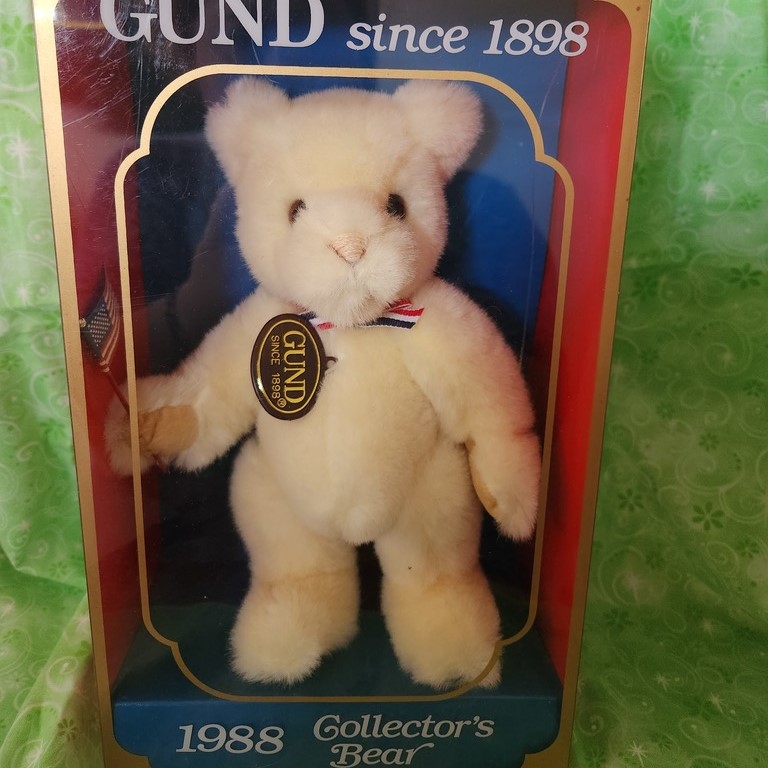 GUND since 1898
GUND
SINCE 1898®
1988 Collector's
Bear